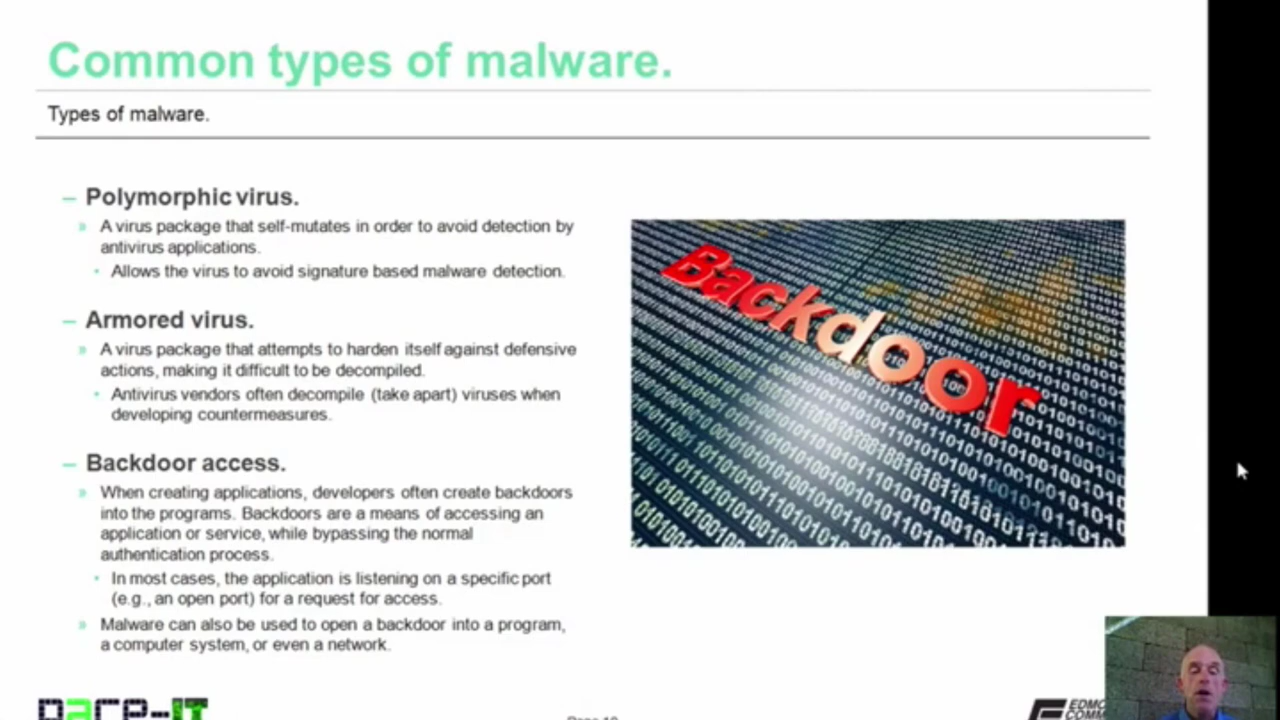 Common types of malware.
Types of malware.
– Polymorphic virus.
» A virus package that self-mutates in order to avoid detection by
antivirus applications.
• Allows the virus to avoid signature based malware detection.
– Armored virus.
» A virus package that attempts to harden itself against defensive
actions, making it difficult to be decompiled.
• Antivirus vendors often decompile (take apart) viruses when
developing countermeasures.
– Backdoor access.
» When creating applications, developers often create backdoors
into the programs. Backdoors are a means of accessing an
application or service, while bypassing the normal
authentication process.
• In most cases, the application is listening on a specific port
(e.g., an open port) for a request for access.
» Malware can also be used to open a backdoor into a program,
a computer system, or even a network.
Backdoor
pace-IT